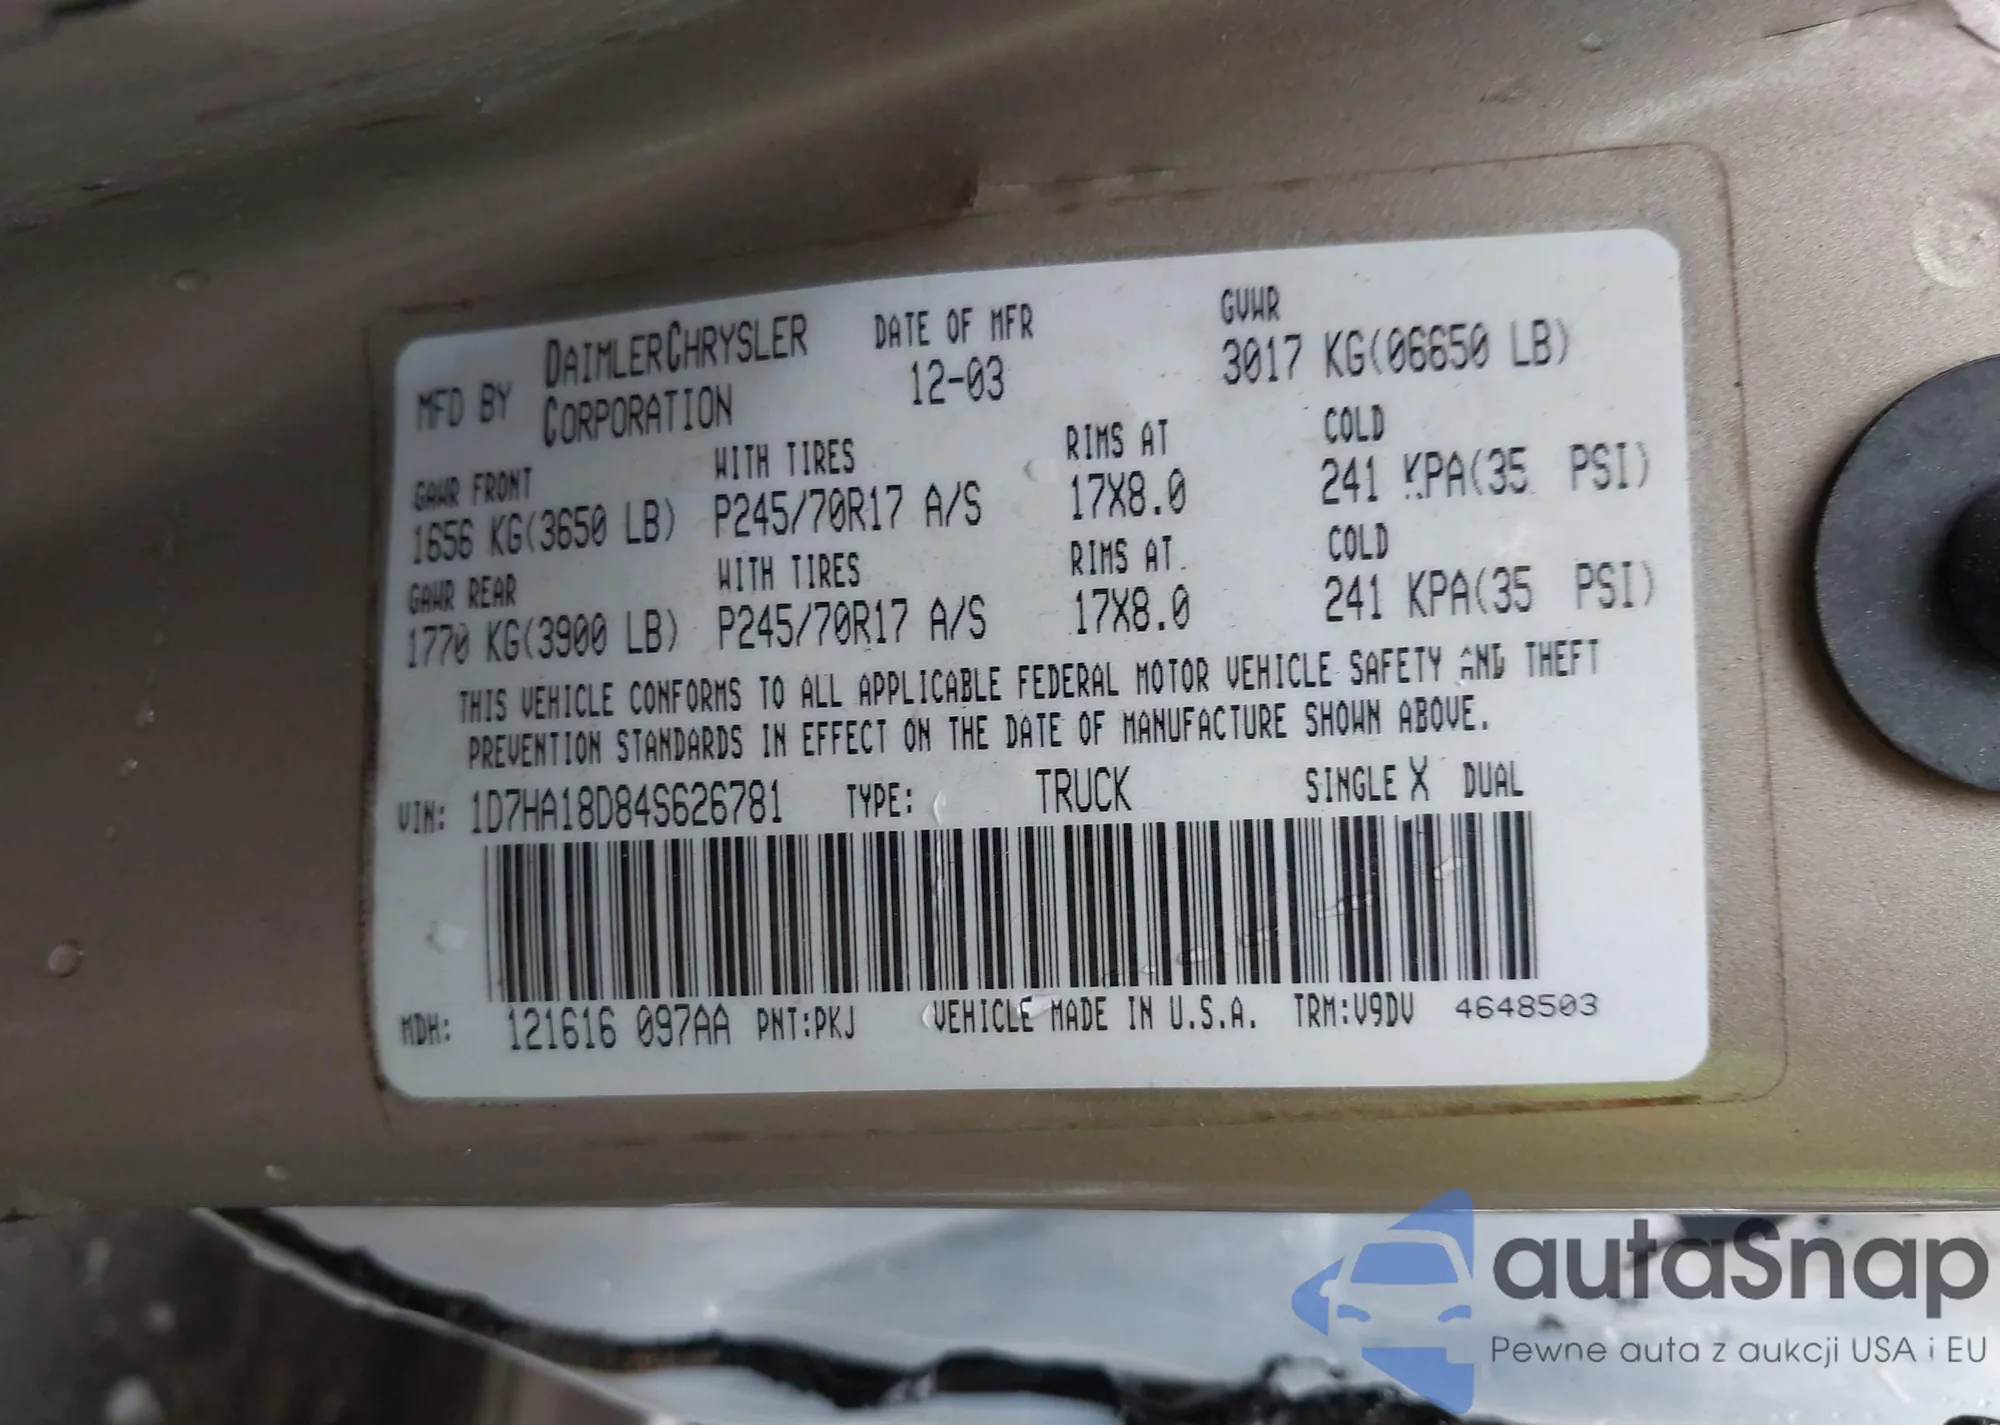 MFD BY DAIMLERCHRYSLER CORPORATION DATE OF MFR 12-03 GVWR 3017 KG(06650 LB)
GAWR FRONT WITH TIRES RIMS AT COLD
1656 KG(3650 LB) P245/70R17 A/S 17X8.0 241 KPA(35 PSI)
GAWR REAR WITH TIRES RIMS AT COLD
1770 KG(3900 LB) P245/70R17 A/S 17X8.0 241 KPA(35 PSI)
THIS VEHICLE CONFORMS TO ALL APPLICABLE FEDERAL MOTOR VEHICLE SAFETY AND THEFT
PREVENTION STANDARDS IN EFFECT ON THE DATE OF MANUFACTURE SHOWN ABOVE.
VIN: 1D7HA18D84S626781 TYPE: TRUCK SINGLE X DUAL
MDH: 121616 097AA PNT:PKJ VEHICLE MADE IN U.S.A. TRM:V9DV 4648503
autaSnap
Pewne auta z aukcji USA i EU